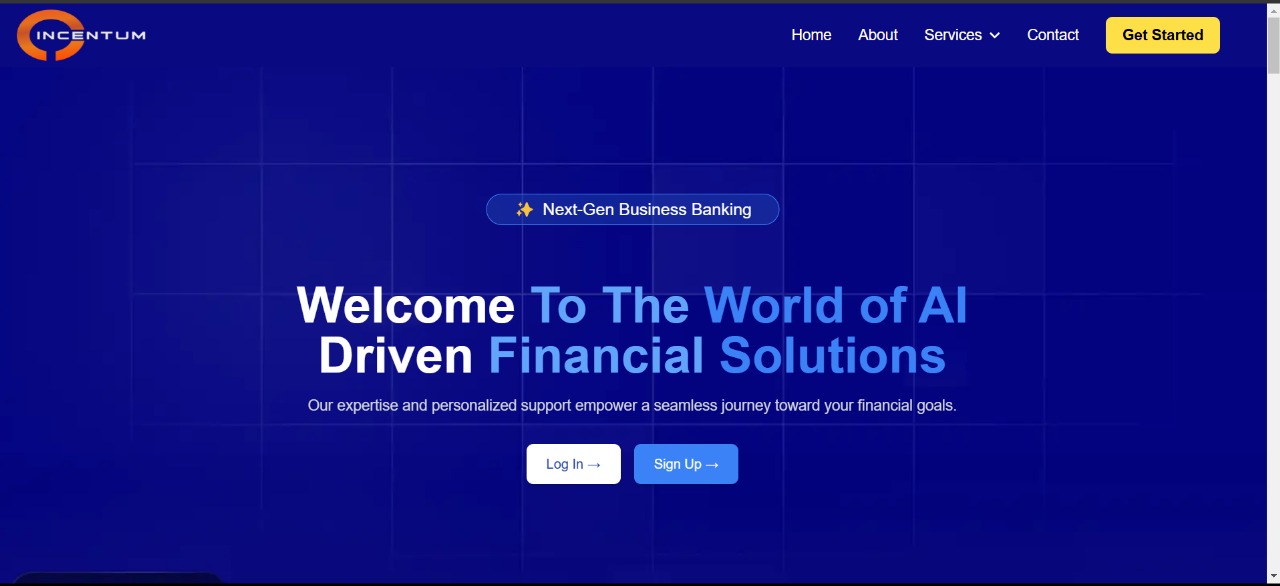 INCENTUM
Home About Services Contact Get Started
✨ Next-Gen Business Banking
Welcome To The World of AI
Driven Financial Solutions
Our expertise and personalized support empower a seamless journey toward your financial goals.
Log In → Sign Up →